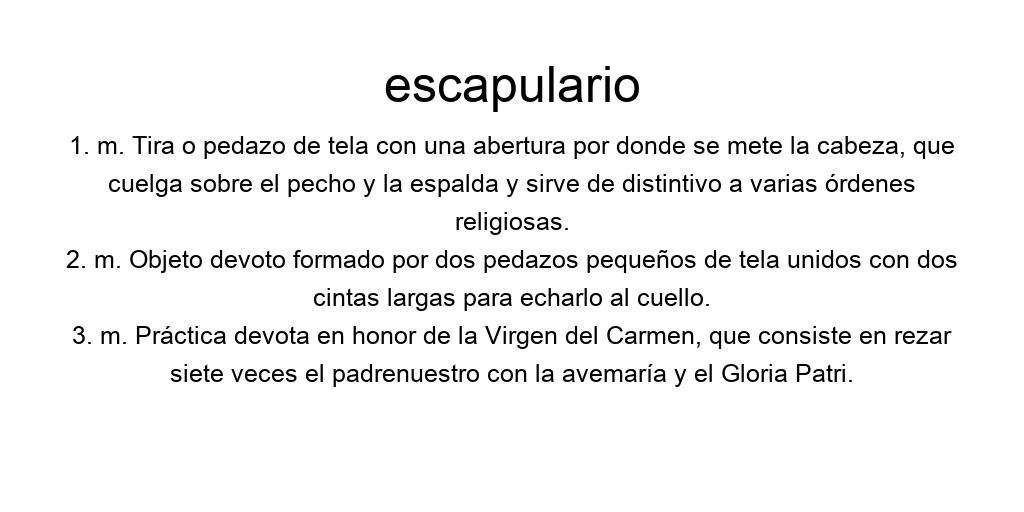 escapulario
1. m. Tira o pedazo de tela con una abertura por donde se mete la cabeza, que
cuelga sobre el pecho y la espalda y sirve de distintivo a varias órdenes
religiosas.
2. m. Objeto devoto formado por dos pedazos pequeños de tela unidos con dos
cintas largas para echarlo al cuello.
3. m. Práctica devota en honor de la Virgen del Carmen, que consiste en rezar
siete veces el padrenuestro con la avemaría y el Gloria Patri.